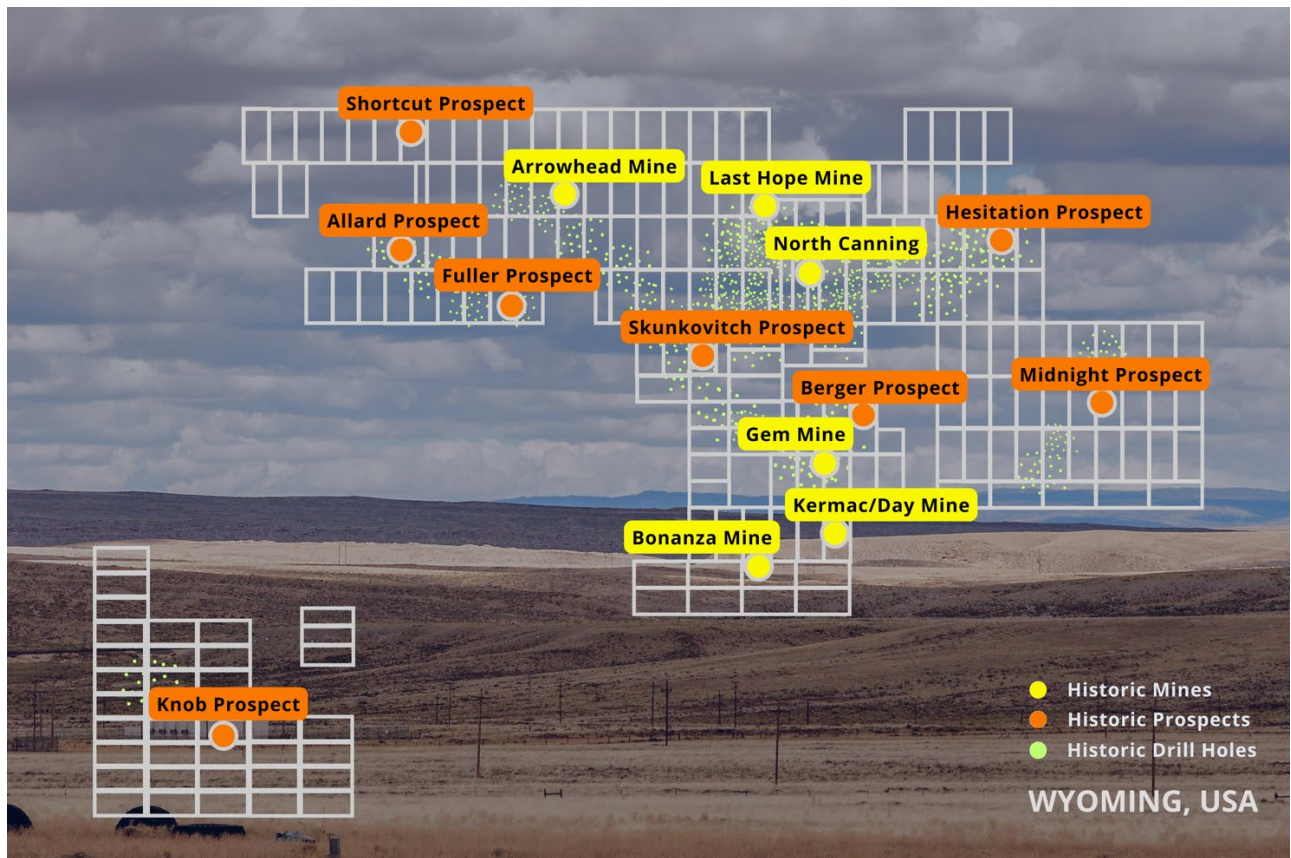 Shortcut Prospect
Arrowhead Mine
Last Hope Mine
Allard Prospect
Hesitation Prospect
North Canning
Fuller Prospect
Skunkovitch Prospect
Midnight Prospect
Berger Prospect
Gem Mine
Kermac/Day Mine
Bonanza Mine
Knob Prospect
Historic Mines
Historic Prospects
Historic Drill Holes
WYOMING, USA